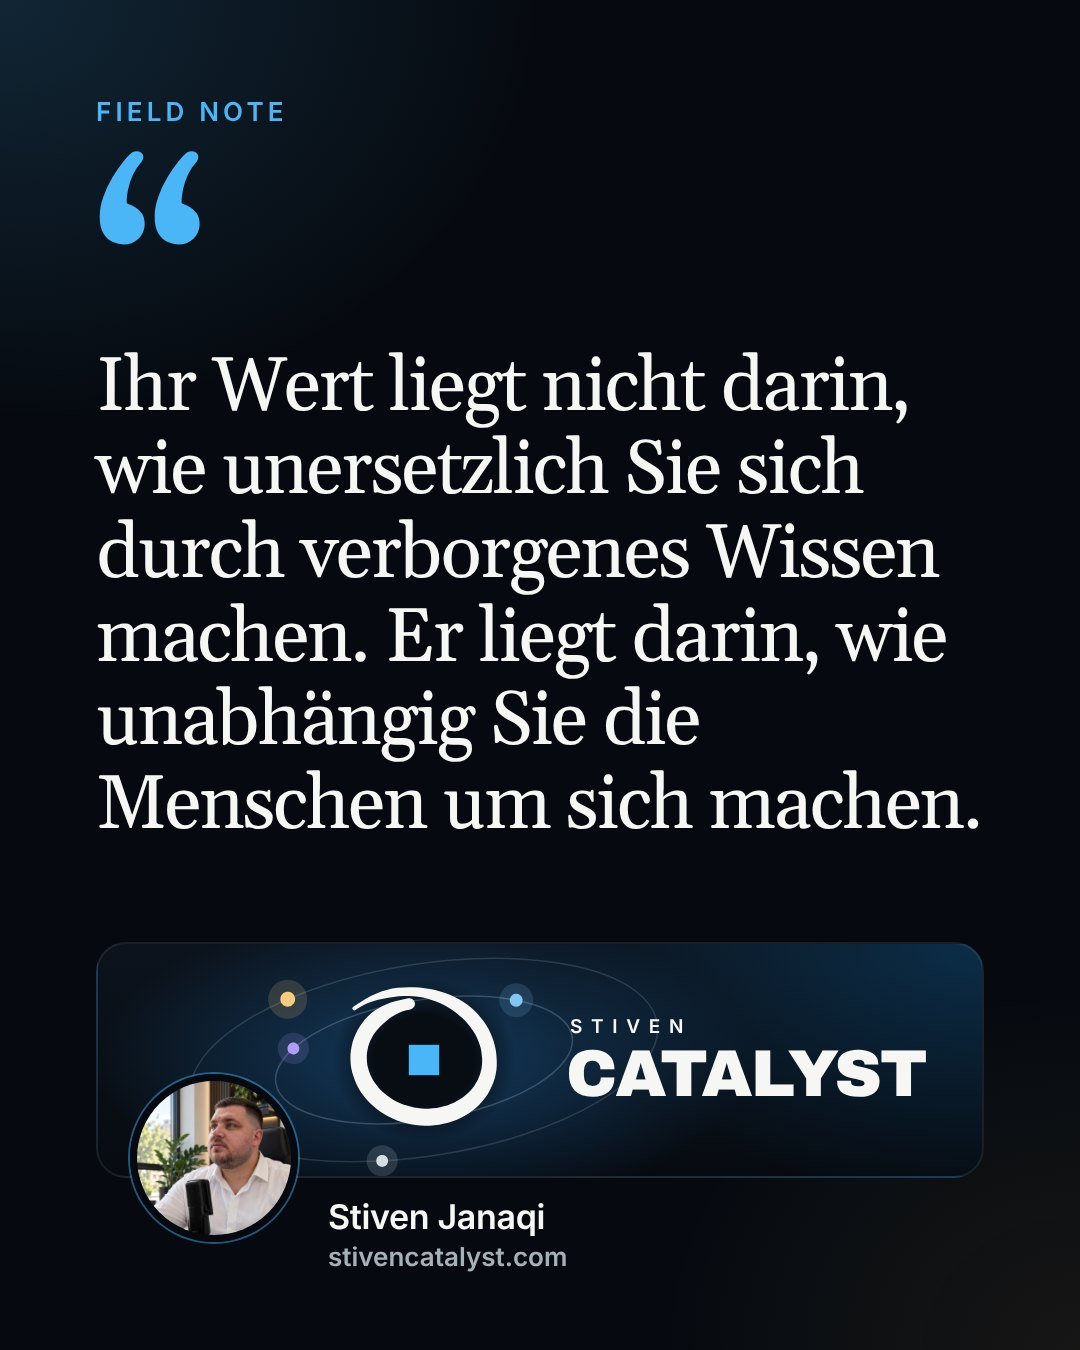 FIELD NOTE
“
Ihr Wert liegt nicht darin,
wie unersetzlich Sie sich
durch verborgenes Wissen
machen. Er liegt darin, wie
unabhängig Sie die
Menschen um sich machen.
STIVEN
CATALYST
Stiven Janaqi
stivencatalyst.com